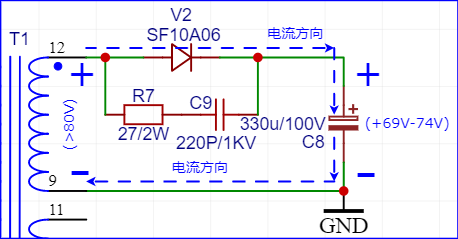 V2
SF10A06
电流方向
T1
12
+
+
R7
C9
27/2W
220P/1KV
330u/100V
+
C8
(>80V)
(+69V-74V)
电流方向
-
-
9
11
GND